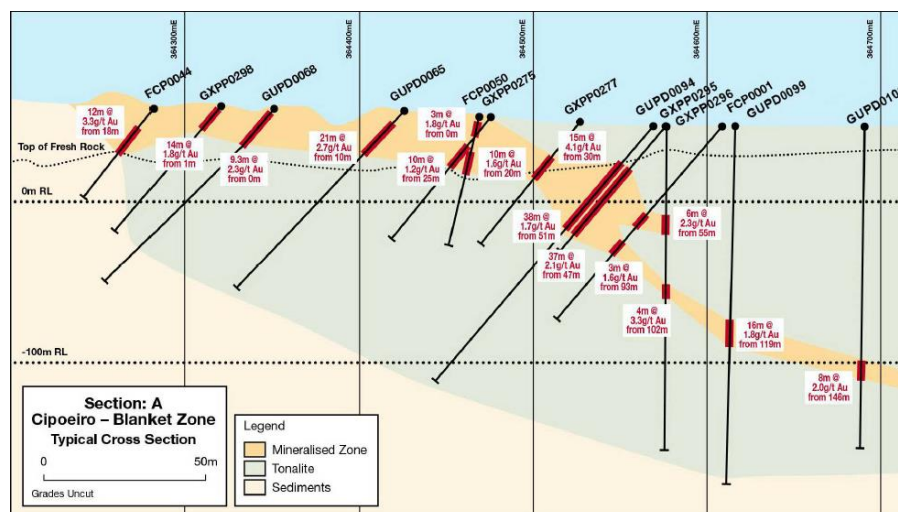 364300mE
364400mE
364500mE
364600mE
364700mE
FCP0044
GXPP0298
GUPD0068
GUPD0065
FCP0050
GXPP0275
GXPP0277
GUPD0094
GXPP0295
GXPP0296
FCP0001
GUPD0099
GUPD010
12m @
3.3g/t Au
from 18m
14m @
1.8g/t Au
from 1m
9.3m @
2.3g/t Au
from 0m
21m @
2.7g/t Au
from 10m
3m @
1.8g/t Au
from 0m
10m @
1.2g/t Au
from 25m
10m @
1.6g/t Au
from 20m
15m @
4.1g/t Au
from 30m
38m @
1.7g/t Au
from 51m
37m @
2.1g/t Au
from 47m
6m @
2.3g/t Au
from 55m
3m @
1.6g/t Au
from 93m
4m @
3.3g/t Au
from 102m
16m @
1.8g/t Au
from 119m
8m @
2.0g/t Au
from 146m
Top of Fresh Rock
0m RL
-100m RL
Section: A
Cipoeiro – Blanket Zone
Typical Cross Section
0 50m
Grades Uncut
Legend
Mineralised Zone
Tonalite
Sediments